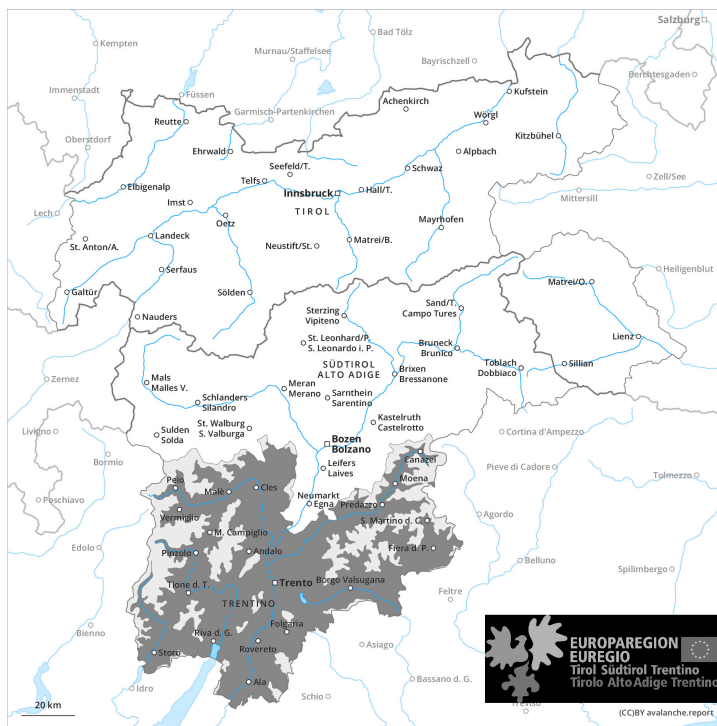 Salzburg
Kempten
Bad Tölz
Murnau/Staffelsee
Bayrischzell
Berchtesgaden
Immenstadt
Füssen
Garmisch-Partenkirchen
Achenkirch
Kufstein
Reutte
Wörgl
Oberstdorf
Ehrwald
Kitzbühel
Alpbach
Seefeld/T.
Schwaz
Zell/See
Telfs
Elbigenalp
Innsbruck
Hall/T.
Mittersill
Imst
TIROL
Lech
Oetz
Mayrhofen
Landeck
St. Anton/A.
Neustift/St.
Matrei/B.
Serfaus
Heiligenblut
Galtür
Sölden
Matrei/O.
Nauders
Sterzing
Vipiteno
Sand/T.
Campo Tures
St. Leonhard/P.
S. Leonardo i. P.
Lienz
Bruneck
Brunico
SÜDTIROL
ALTO ADIGE
Toblach
Dobbiaco
Sillian
Brixen
Bressanone
Zernez
Mals
Malles V.
Meran
Merano
Schlanders
Silandro
Sarnthein
Sarentino
St. Walburg
S. Valburga
Kastelruth
Castelrotto
Livigno
Sulden
Solda
Bozen
Bolzano
Cortina d'Ampezzo
Bormio
Canazei
Leifers
Laives
Pieve di Cadore
Tolmezzo
Moena
Peio
Malè
Cles
Neumarkt
Egna
Poschiavo
Predazzo
Vermiglio
S. Martino d. C.
Agordo
M. Campiglio
Edolo
Pinzolo
Andalo
Fiera d. P.
Belluno
Spilimbergo
Tione d. T.
Trento
Borgo Valsugana
Feltre
TRENTINO
Folgaria
Bienno
Riva d. G.
Rovereto
Asiago
Storo
Ala
Bassano d. G.
Idro
Schio
Treviso
EUROPAREGION
EUREGIO
Tirol Südtirol Trentino
Tirolo Alto Adige Trentino
20 km
(CC)BY avalanche.report